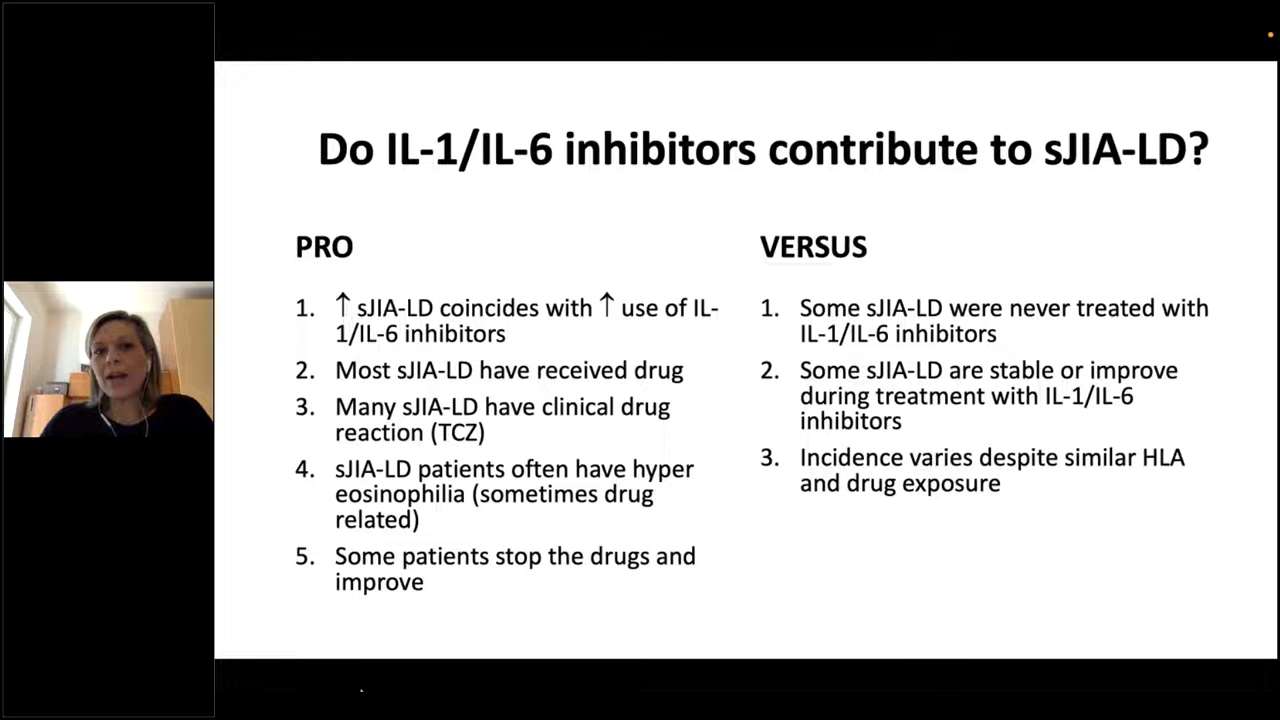 Do IL-1/IL-6 inhibitors contribute to sJIA-LD?
PRO
1. ↑ sJIA-LD coincides with ↑ use of IL-
1/IL-6 inhibitors
2. Most sJIA-LD have received drug
3. Many sJIA-LD have clinical drug
reaction (TCZ)
4. sJIA-LD patients often have hyper
eosinophilia (sometimes drug
related)
5. Some patients stop the drugs and
improve
VERSUS
1. Some sJIA-LD were never treated with
IL-1/IL-6 inhibitors
2. Some sJIA-LD are stable or improve
during treatment with IL-1/IL-6
inhibitors
3. Incidence varies despite similar HLA
and drug exposure